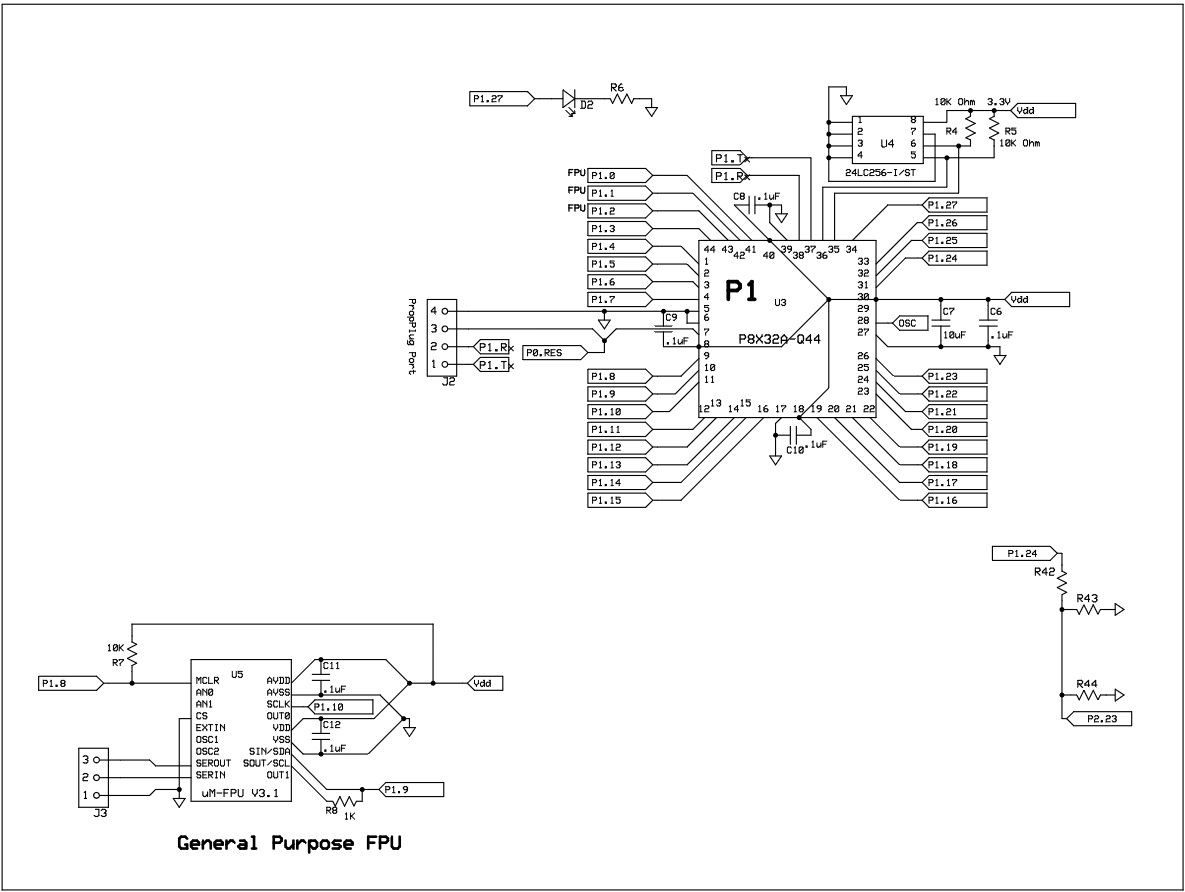 P1.27
D2
R6
10K Ohm
3.3V
Vdd
R4
R5
10K Ohm
1
2
3
4
8
7
6
5
U4
24LC256-I/ST
P1.Tx
P1.Rx
FPU
P1.0
FPU
P1.1
FPU
P1.2
P1.3
P1.4
P1.5
P1.6
P1.7
C8
.1uF
P1.27
P1.26
P1.25
P1.24
44
43
42
41
40
39
38
37
36
35
34
1
2
3
4
5
6
7
8
9
10
11
33
32
31
30
29
28
27
26
25
24
23
12
13
14
15
16
17
18
19
20
21
22
P1
U3
P8X32A-Q44
Vdd
OSC
C7
10uF
C6
.1uF
PropPlug Port
4
3
2
1
J2
P1.Rx
P1.Tx
C9
.1uF
P0.RES
P1.8
P1.9
P1.10
P1.11
P1.12
P1.13
P1.14
P1.15
C10
.1uF
P1.23
P1.22
P1.21
P1.20
P1.19
P1.18
P1.17
P1.16
P1.24
R42
R43
R44
P2.23
10K
R7
P1.8
U5
MCLR
AN0
AN1
CS
EXTIN
OSC1
OSC2
SEROUT
SERIN
AVDD
AVSS
SCLK
OUT0
VDD
VSS
SIN/SDA
SOUT/SCL
OUT1
uM-FPU V3.1
C11
.1uF
P1.10
C12
.1uF
Vdd
3
2
1
J3
P1.9
R8
1K
General Purpose FPU